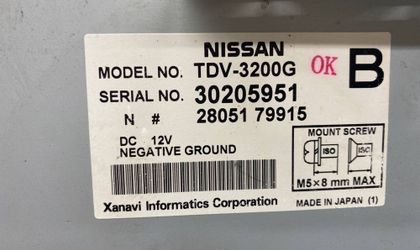 NISSAN
MODEL NO. TDV-3200G OK B
SERIAL NO. 30205951
N # 28051 79915
DC 12V
NEGATIVE GROUND
MOUNT SCREW
ISO ISO
M5×8 mm MAX
Xanavi Informatics Corporation MADE IN JAPAN (1)